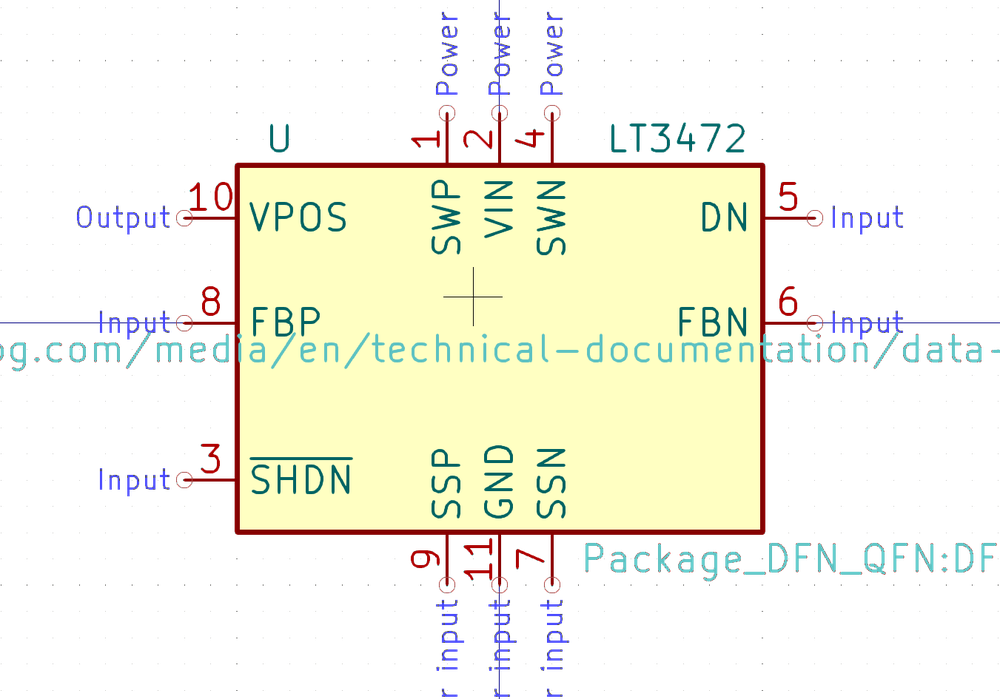 Power
Power
Power
U
1
2
4
LT3472
10
Output
VPOS
SWP
VIN
SWN
DN
5
Input
8
Input
FBP
FBN
6
Input
og.com/media/en/technical-documentation/data-
3
Input
SHDN
SSP
GND
SSN
9
11
7
Package_DFN_QFN:DF
r input
r input
r input